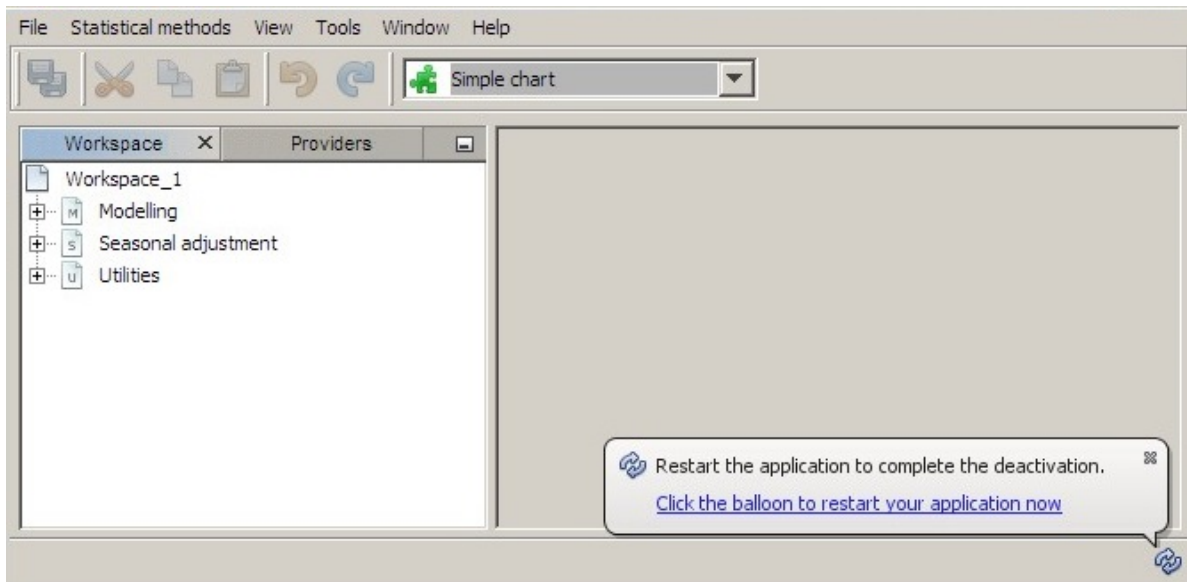 File Statistical methods View Tools Window Help
Simple chart
Workspace Providers
Workspace_1
M Modelling
S Seasonal adjustment
U Utilities
Restart the application to complete the deactivation.
Click the balloon to restart your application now